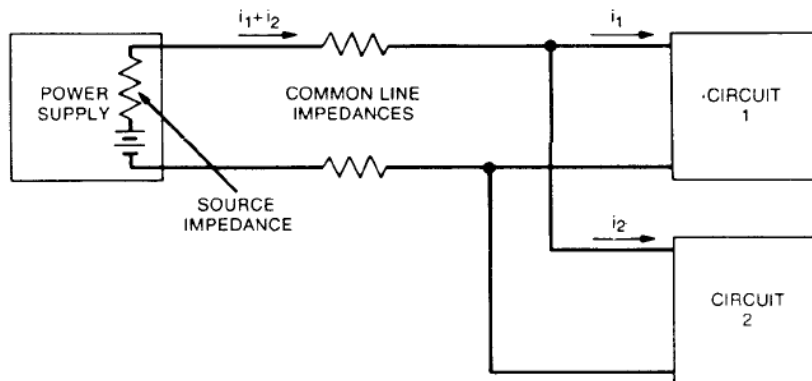 i₁+i₂
i₁
POWER
SUPPLY
COMMON LINE
IMPEDANCES
CIRCUIT
1
SOURCE
IMPEDANCE
i₂
CIRCUIT
2